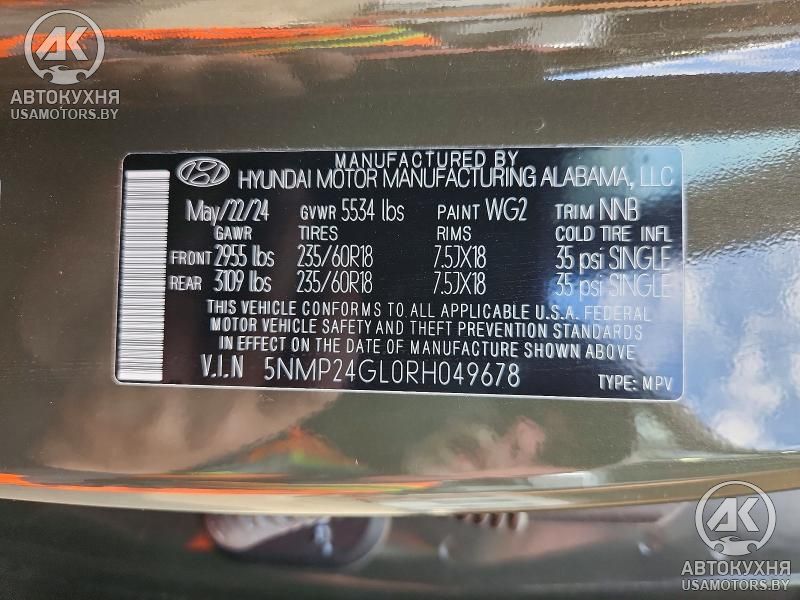 АВТОКУХНЯ
USAMOTORS.BY
MANUFACTURED BY
HYUNDAI MOTOR MANUFACTURING ALABAMA, LLC
May/22/24 GVWR 5534 lbs PAINT WG2 TRIM NNB
GAWR TIRES RIMS COLD TIRE INFL
FRONT 2955 lbs 235/60R18 7.5JX18 35 psi SINGLE
REAR 3109 lbs 235/60R18 7.5JX18 35 psi SINGLE
THIS VEHICLE CONFORMS TO ALL APPLICABLE U.S.A. FEDERAL
MOTOR VEHICLE SAFETY AND THEFT PREVENTION STANDARDS
IN EFFECT ON THE DATE OF MANUFACTURE SHOWN ABOVE
V.I.N 5NMP24GL0RH049678 TYPE: MPV
АК
АВТОКУХНЯ
USAMOTORS.BY